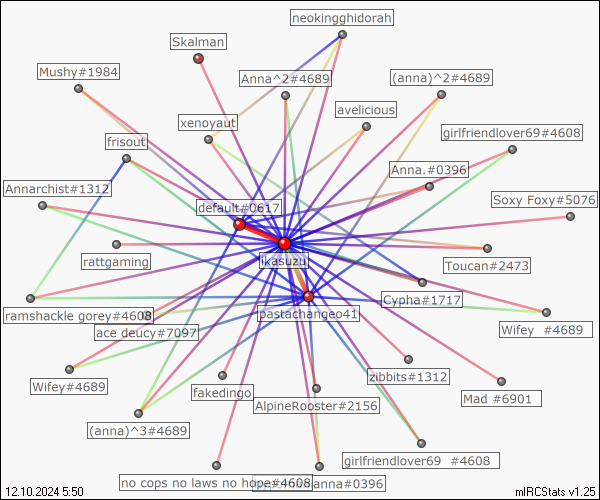 neokingghidorah
Skalman
Mushy#1984
Anna^2#4689
(anna)^2#4689
avelicious
xenoyaut
frisout
girlfriendlover69#4608
Anna.#0396
Annarchist#1312
Soxy Foxy#5076
default#0617
ikasuzu
rattgaming
Toucan#2473
Cypha#1717
ramshackle gorey#4608
pastachangeo41
ace deucy#7097
Wifey #4689
zibbits#1312
Wifey#4689
fakedingo
Mad #6901
AlpineRooster#2156
(anna)^3#4689
girlfriendlover69 #4608
no cops no laws no hope#4608
anna#0396
12.10.2024 5:50
mIRCStats v1.25